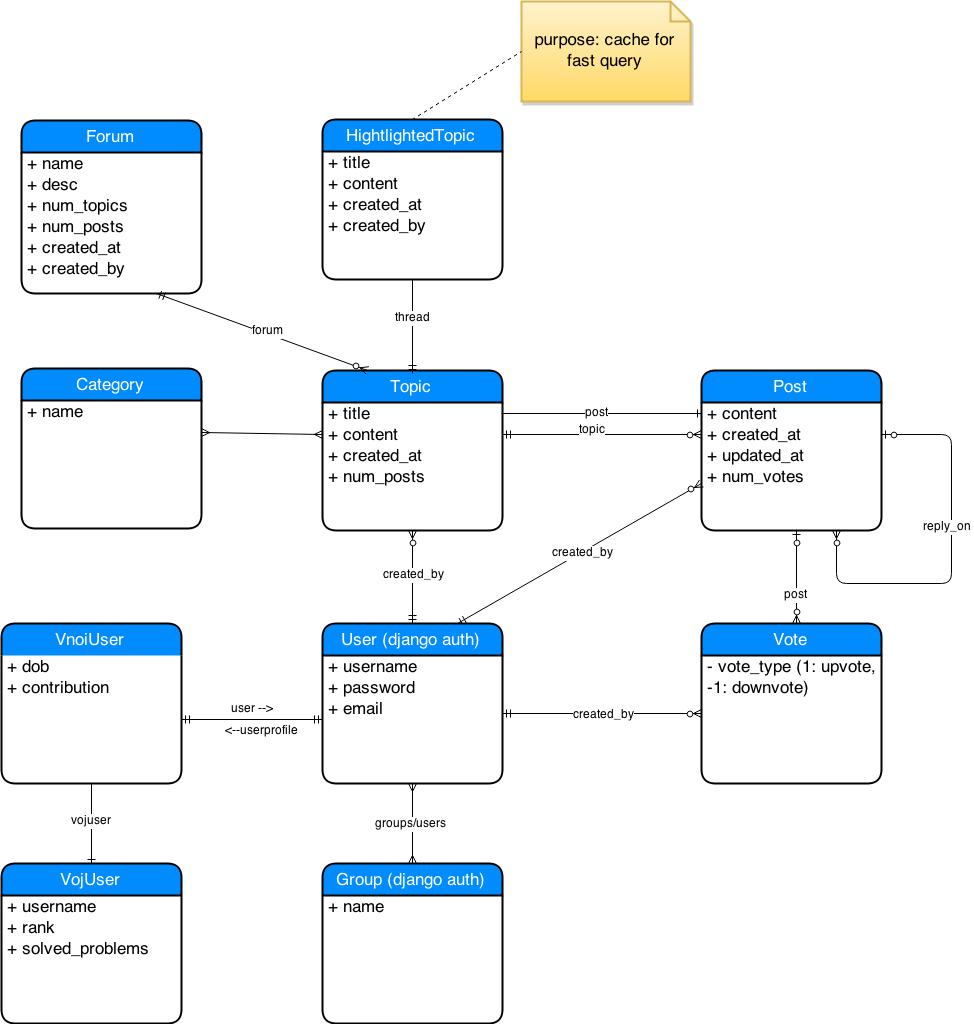 purpose: cache for
fast query
Forum
+ name
+ desc
+ num_topics
+ num_posts
+ created_at
+ created_by
HightlightedTopic
+ title
+ content
+ created_at
+ created_by
forum
thread
Category
+ name
Topic
+ title
+ content
+ created_at
+ num_posts
post
topic
Post
+ content
+ created_at
+ updated_at
+ num_votes
reply_on
created_by
created_by
post
VnoiUser
+ dob
+ contribution
user -->
<--userprofile
User (django auth)
+ username
+ password
+ email
created_by
Vote
- vote_type (1: upvote,
-1: downvote)
vojuser
groups/users
VojUser
+ username
+ rank
+ solved_problems
Group (django auth)
+ name